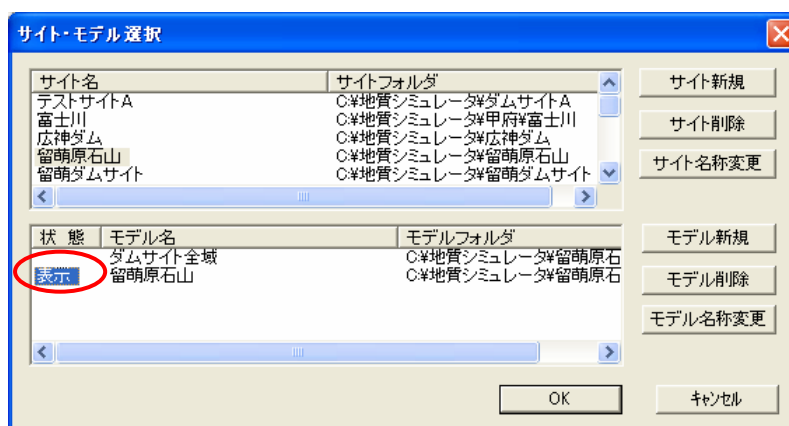 サイト・モデル選択
サイト名 サイトフォルダ
テストサイトA C:¥地質シミュレータ¥ダムサイトA
富士川 C:¥地質シミュレータ¥甲府¥富士川
広神ダム C:¥地質シミュレータ¥広神ダム
留萌原石山 C:¥地質シミュレータ¥留萌原石山
留萌ダムサイト C:¥地質シミュレータ¥留萌ダムサイト
サイト新規
サイト削除
サイト名称変更
状 態 モデル名 モデルフォルダ
ダムサイト全域 C:¥地質シミュレータ¥留萌原石
表示 留萌原石山 C:¥地質シミュレータ¥留萌原石
モデル新規
モデル削除
モデル名称変更
OK キャンセル